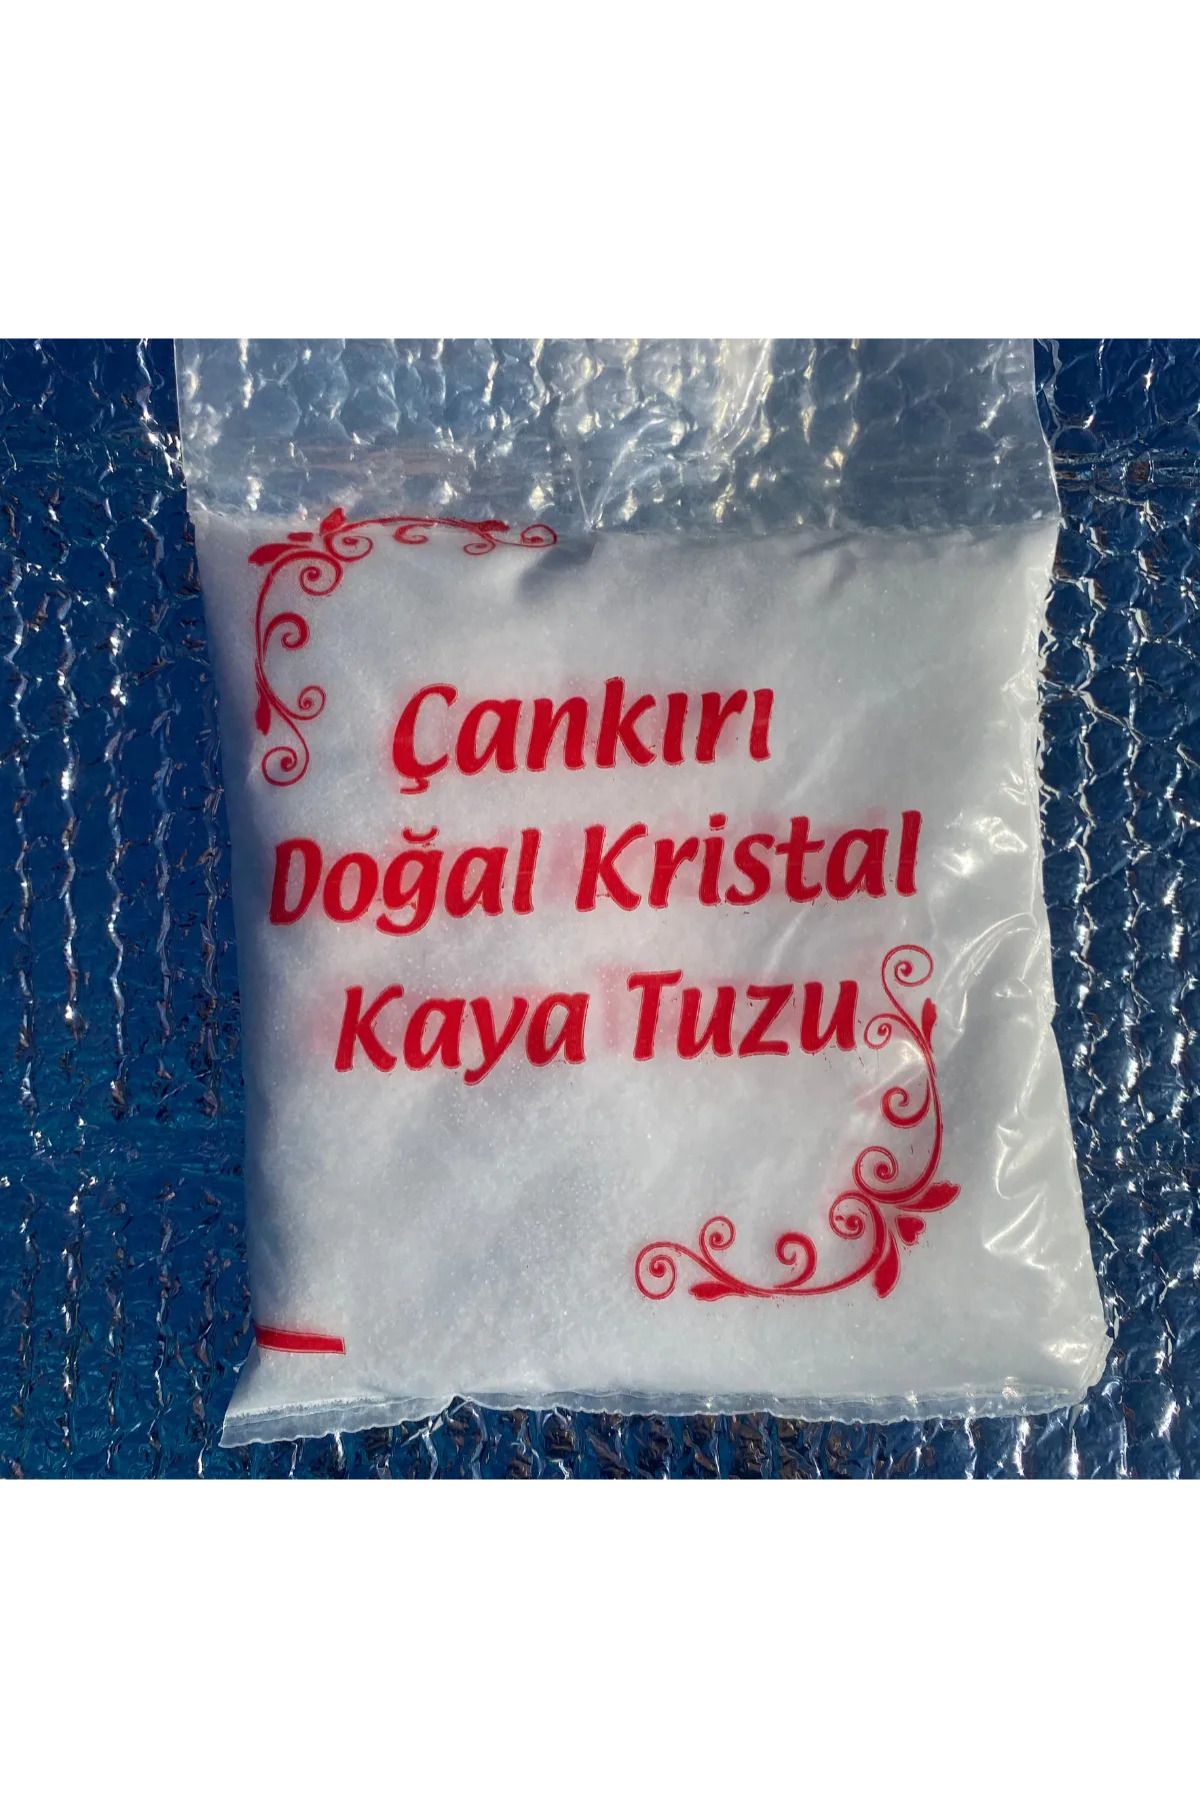 Çankırı
Doğal Kristal
Kaya Tuzu